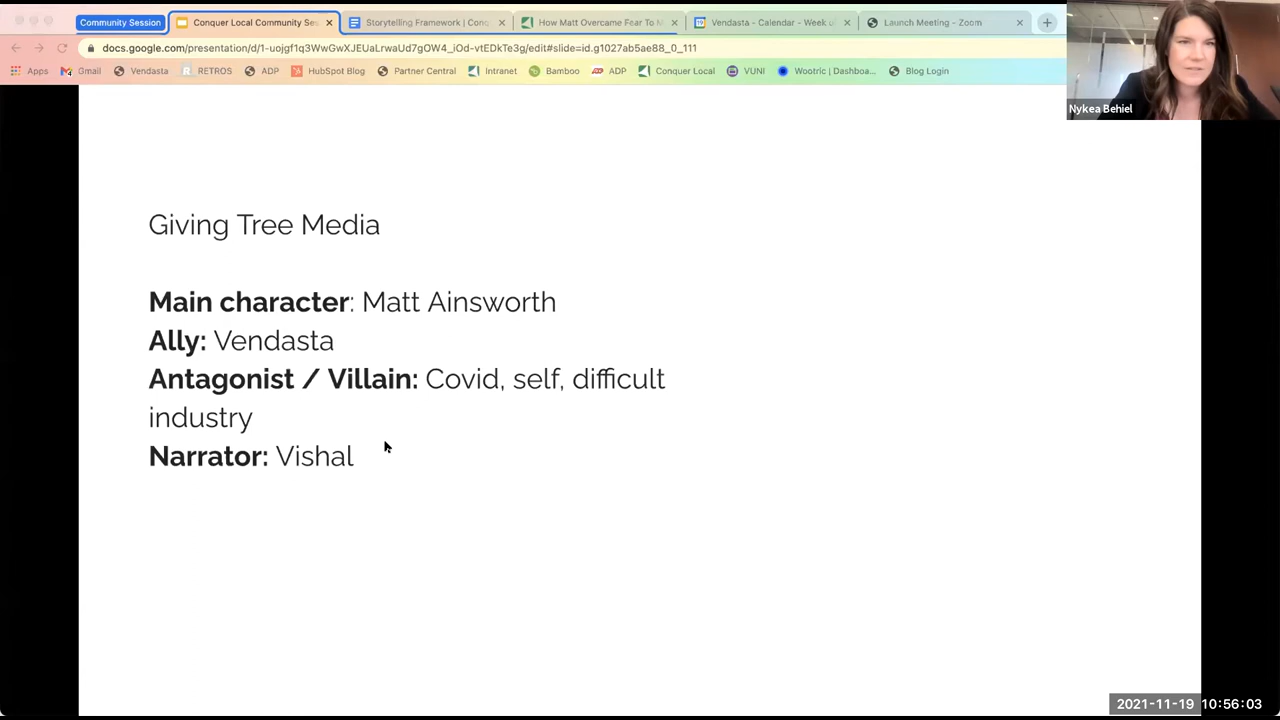 Community Session
Conquer Local Community Ses
Storytelling Framework | Conq
How Matt Overcame Fear To M
Vendasta - Calendar - Week o
Launch Meeting - Zoom
docs.google.com/presentation/d/1-uojgf1q3WwGwXJEUaLrwaUd7gOW4_iOd-vtEDkTe3g/edit#slide=id.g1027ab5ae88_0_111
Apps Gmail Vendasta RETROS ADP HubSpot Blog Partner Central Intranet Bamboo ADP Conquer Local VUNI Wootric | Dashboa... Blog Login
Nykea Behiel
Giving Tree Media
Main character: Matt Ainsworth
Ally: Vendasta
Antagonist / Villain: Covid, self, difficult
industry
Narrator: Vishal
2021-11-19 10:56:03